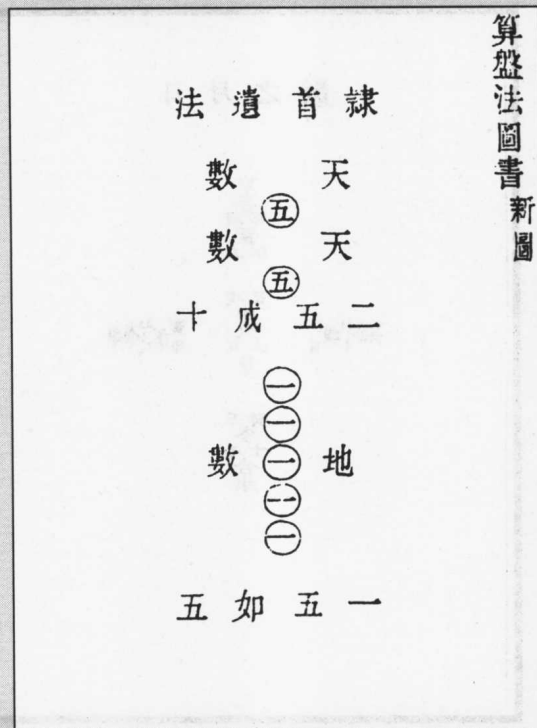 算盤法圖書 新圖
隷首遺法
天 數
五
天 數
五
二五成十
一
一
地 一 數
一
一
一五如五